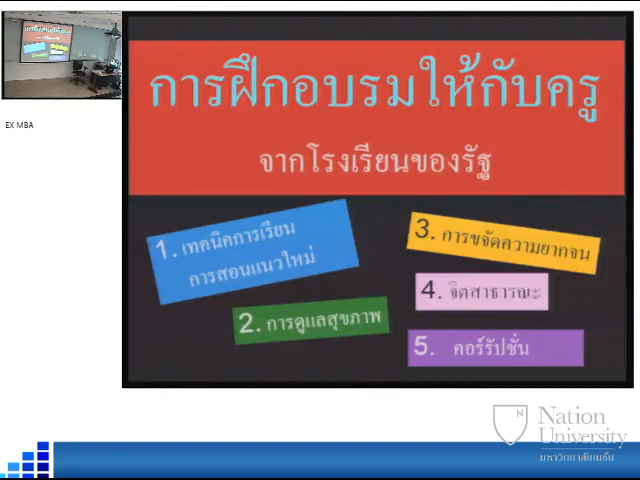 EX MBA
การฝึกอบรมให้กับครู
จากโรงเรียนของรัฐ
1. เทคนิคการเรียน
การสอนแนวใหม่
2. การดูแลสุขภาพ
3. การขจัดความยากจน
4. จิตสาธารณะ
5. คอร์รัปชั่น
N
Nation
University
มหาวิทยาลัยเนชั่น